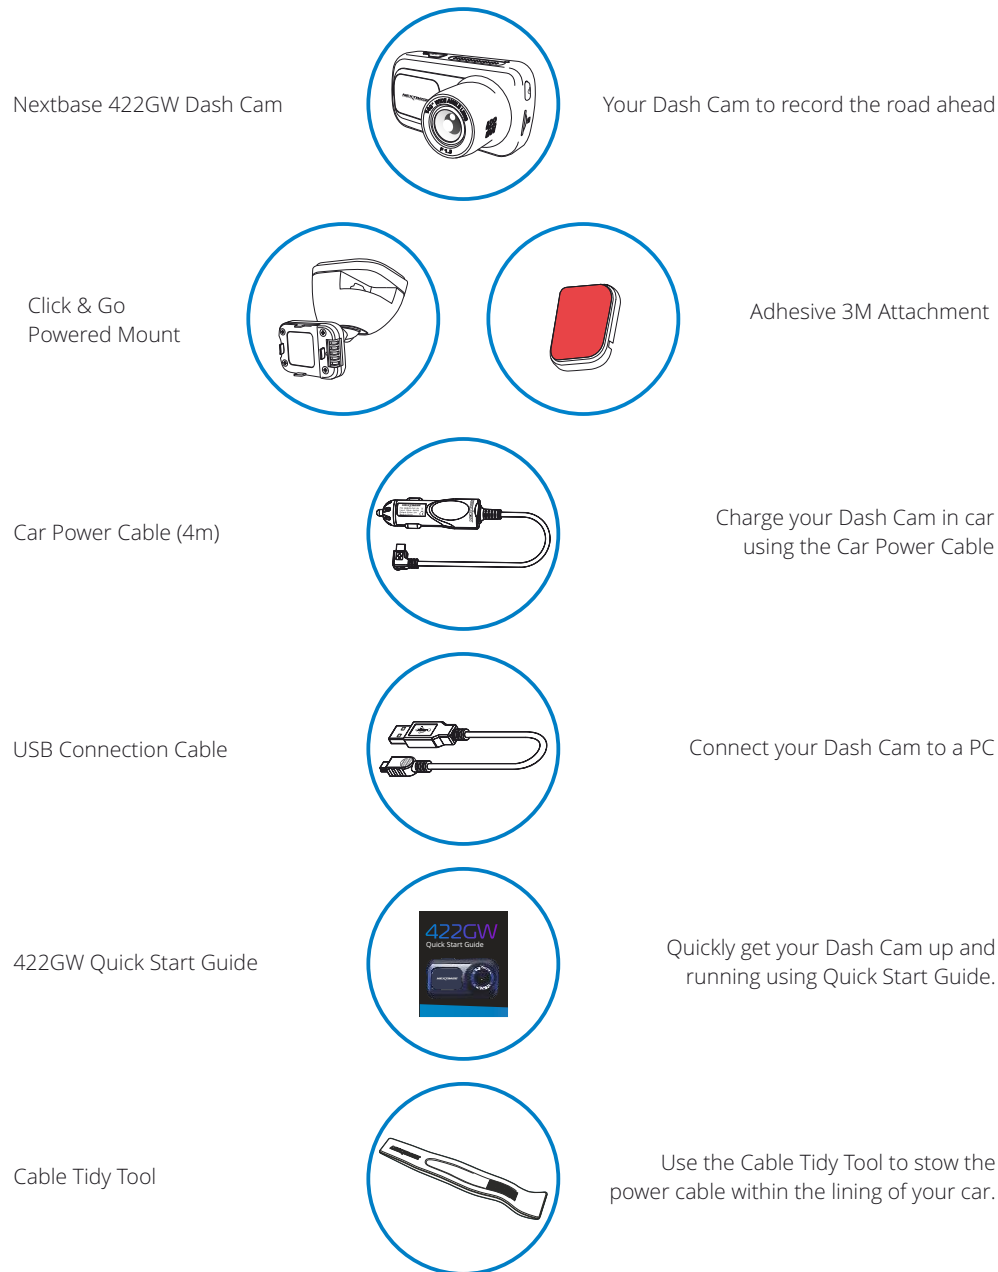 Nextbase 422GW Dash Cam
Your Dash Cam to record the road ahead
Click & Go
Powered Mount
Adhesive 3M Attachment
Car Power Cable (4m)
Charge your Dash Cam in car
using the Car Power Cable
USB Connection Cable
Connect your Dash Cam to a PC
422GW Quick Start Guide
422GW
Quick Start Guide
Quickly get your Dash Cam up and
running using Quick Start Guide.
Cable Tidy Tool
Use the Cable Tidy Tool to stow the
power cable within the lining of your car.